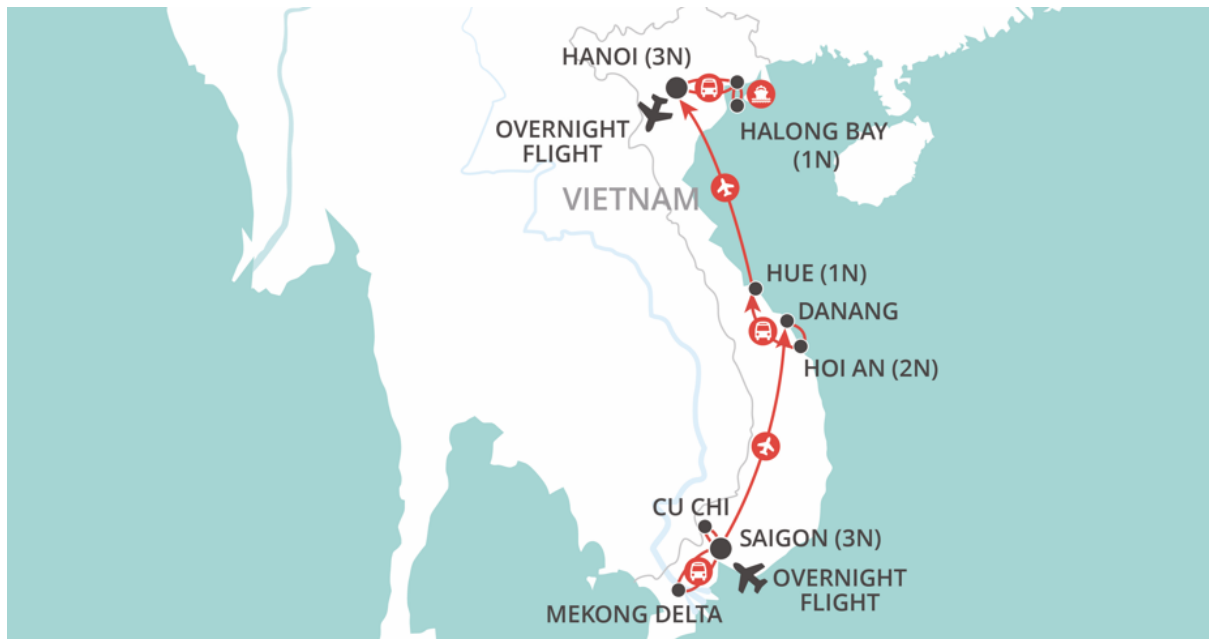 HANOI (3N)
OVERNIGHT
FLIGHT
HALONG BAY
(1N)
VIETNAM
HUE (1N)
DANANG
HOI AN (2N)
CU CHI
SAIGON (3N)
OVERNIGHT
FLIGHT
MEKONG DELTA